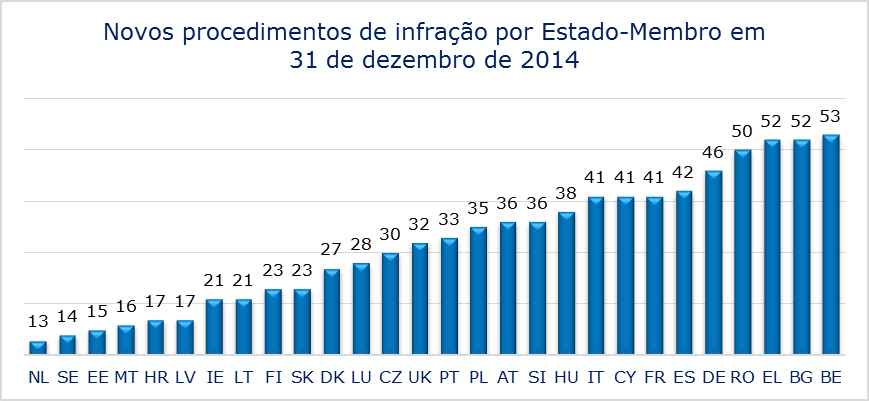 Novos procedimentos de infração por Estado-Membro em
31 de dezembro de 2014
13 14 15 16 17 17 21 21 23 23 27 28 30 32 33 35 36 36 38 41 41 41 42 46 50 52 52 53
NL SE EE MT HR LV IE LT FI SK DK LU CZ UK PT PL AT SI HU IT CY FR ES DE RO EL BG BE